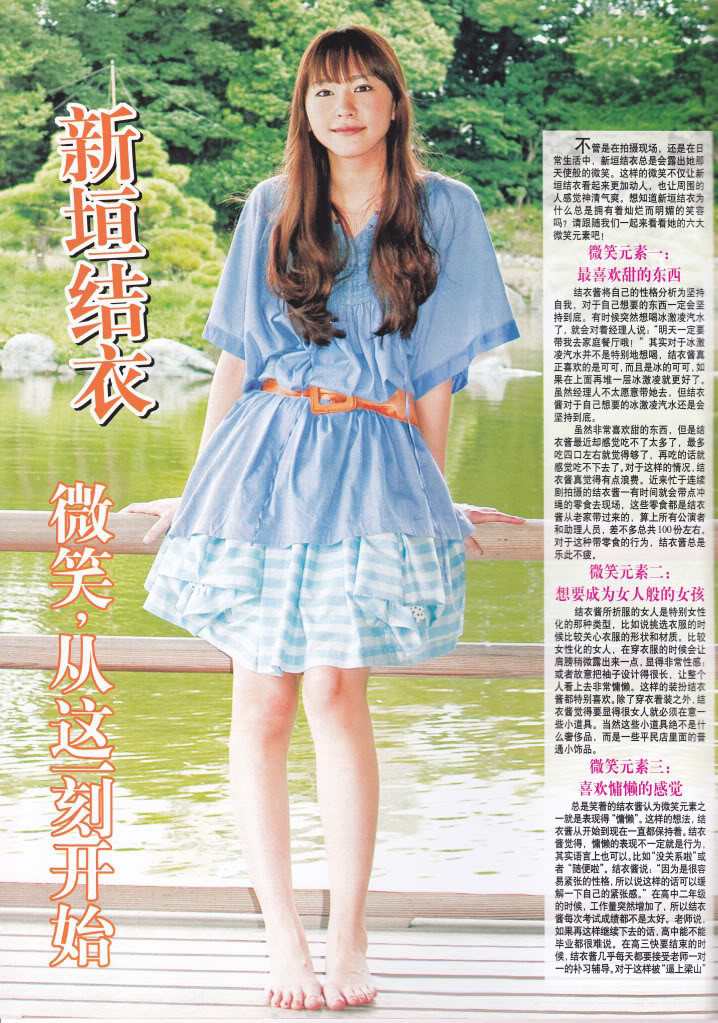 新垣结衣
微笑，从这一刻开始
不管是在拍摄现场，还是在日
常生活中，新垣结衣总是会露出她那
天使般的微笑。这样的微笑不仅让新
垣结衣看起来更加动人，也让周围的
人感觉神清气爽。想知道新垣结衣为
什么总是拥有着灿烂而明媚的笑容
吗？请跟随我们一起来看看她的六大
微笑元素吧！
微笑元素一：
最喜欢甜的东西
结衣酱将自己的性格分析为坚持
自我，对于自己想要的东西一定会坚
持到底。有时候突然想喝冰激凌汽水
了，就会对着经理人说：“明天一定要
带我去家庭餐厅哦！”其实对于冰激
凌汽水并不是特别地想喝，结衣酱真
正喜欢的是可可，而且是冰的可可，如
果在上面再堆一层冰激凌就更好了。
虽然经理人不太愿意带她去，但结衣
酱对于自己想要的冰激凌汽水还是会
坚持到底。
虽然非常喜欢甜的东西，但是结
衣酱最近却感觉吃不了太多了，最多
吃四口左右就觉得够了，再吃的话就
感觉吃不下去了。对于这样的情况，结
衣酱真觉得有点浪费。近来忙于连续
剧拍摄的结衣酱一有时间就会带点冲
绳的零食去现场，这些零食都是结衣
酱从老家带过来的，算上所有公演者
和助理人员，差不多总共100份左右。
对于这种带零食的行为，结衣酱总是
乐此不疲。
微笑元素二：
想要成为女人般的女孩
结衣酱所折服的女人是特别女性
化的那种类型，比如说挑选衣服的时
候比较关心衣服的形状和材质。比较
女性化的女人，在穿衣服的时候会让
肩膀稍微露出来一点，显得非常性感；
或者故意把袖子设计得很长，让整个
人看上去非常慵懒。这样的装扮结衣
酱都特别喜欢。除了穿衣着装之外，结
衣酱觉得要显得很女人就必须在意一
些小道具。当然这些小道具绝不是什
么奢侈品，而是一些平民店里面的普
通小饰品。
微笑元素三：
喜欢慵懒的感觉
总是笑着的结衣酱认为微笑元素之
一就是表现得“慵懒”。这样的想法，结
衣酱从开始到现在一直都保持着。结衣
酱觉得，慵懒的表现不一定就是行为，
其实语言上也可以。比如“没关系啦”或
者“随便啦”。结衣酱说：“因为是很容
易紧张的性格，所以说这样的话可以缓
解一下自己的紧张感。”在高中二年级
的时候，工作量突然增加了，所以结衣
酱每次考试成绩都不是太好。老师说，
如果再这样继续下去的话，高中能不能
毕业都很难说。在高三快要结束的时
候，结衣酱几乎每天都要接受老师一对
一的补习辅导。对于这样被“逼上梁山”